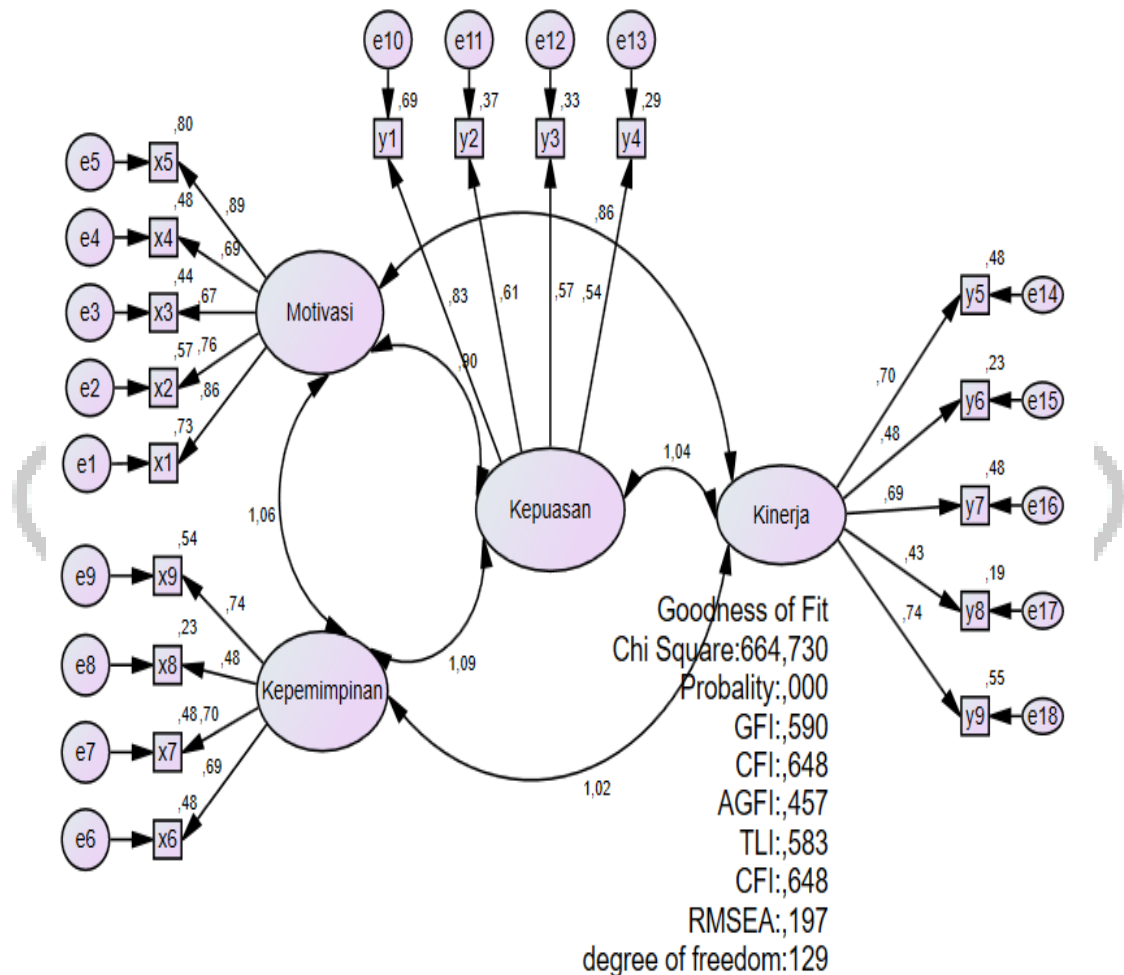 e10 e11 e12 e13
,69 ,37 ,33 ,29
y1 y2 y3 y4
,80
e5 x5
,89
,48
e4 x4
,69
,44
e3 x3
,67
Motivasi
,57 ,76
e2 x2
,86
,73
e1 x1
,86
,83 ,61 ,57 ,54
,90
,48
y5 e14
,70
,23
y6 e15
,48
,48
y7 e16
,69
,43
,19
y8 e17
,74
,55
y9 e18
1,04
Kepuasan
Kinerja
1,06
,54
e9 x9
,74
,23
e8 x8
,48
Kepemimpinan
,48 ,70
e7 x7
,69
,48
e6 x6
1,09
1,02
Goodness of Fit
Chi Square:664,730
Probality:,000
GFI:,590
CFI:,648
AGFI:,457
TLI:,583
CFI:,648
RMSEA:,197
degree of freedom:129